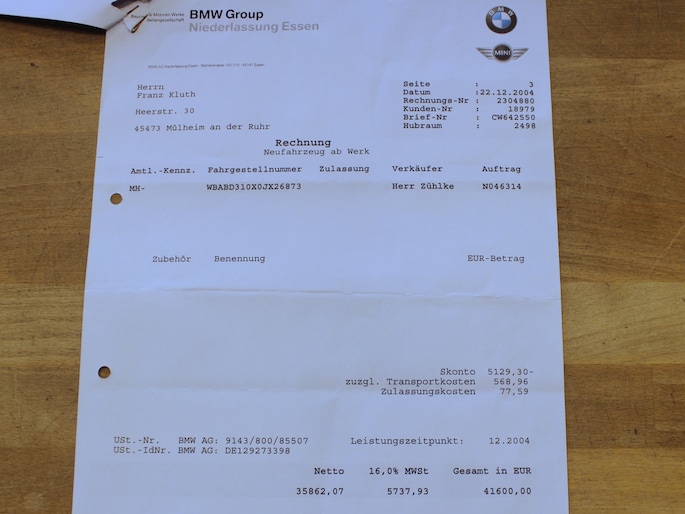 BMW Group
Niederlassung Essen
B M W
MINI
Herrn
Franz Kluth
Heerstr. 30
45473 Mülheim an der Ruhr
Seite : 3
Datum :22.12.2004
Rechnungs-Nr : 2304880
Kunden-Nr : 18979
Brief-Nr : CW642550
Hubraum : 2498
Rechnung
Neufahrzeug ab Werk
Amtl.-Kennz. Fahrgestellnummer Zulassung Verkäufer Auftrag
MH- WBABD310X0JX26873 Herr Zühlke N046314
Zubehör Benennung EUR-Betrag
Skonto 5129,30-
zuzgl. Transportkosten 568,96
Zulassungskosten 77,59
USt.-Nr. BMW AG: 9143/800/85507 Leistungszeitpunkt: 12.2004
USt.-IdNr. BMW AG: DE129273398
Netto 16,0% MWSt Gesamt in EUR
35862,07 5737,93 41600,00